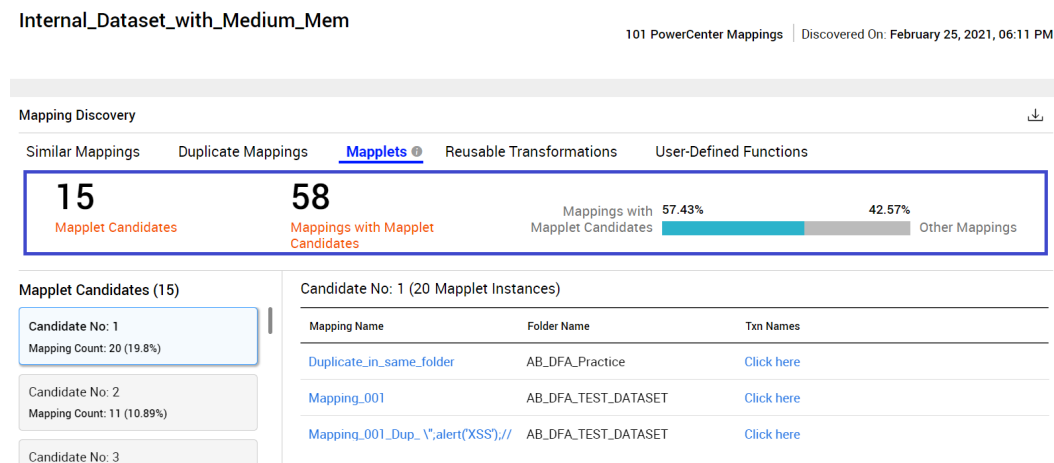 Internal_Dataset_with_Medium_Mem
101 PowerCenter Mappings Discovered On: February 25, 2021, 06:11 PM
Mapping Discovery
Similar Mappings Duplicate Mappings Mapplets Reusable Transformations User-Defined Functions
15
Mapplet Candidates
58
Mappings with Mapplet
Candidates
Mappings with
Mapplet Candidates
57.43% 42.57%
Other Mappings
Mapplet Candidates (15)
Candidate No: 1
Mapping Count: 20 (19.8%)
Candidate No: 2
Mapping Count: 11 (10.89%)
Candidate No: 3
Candidate No: 1 (20 Mapplet Instances)
Mapping Name Folder Name Txn Names
Duplicate_in_same_folder AB_DFA_Practice Click here
Mapping_001 AB_DFA_TEST_DATASET Click here
Mapping_001_Dup_ \";alert('XSS');// AB_DFA_TEST_DATASET Click here